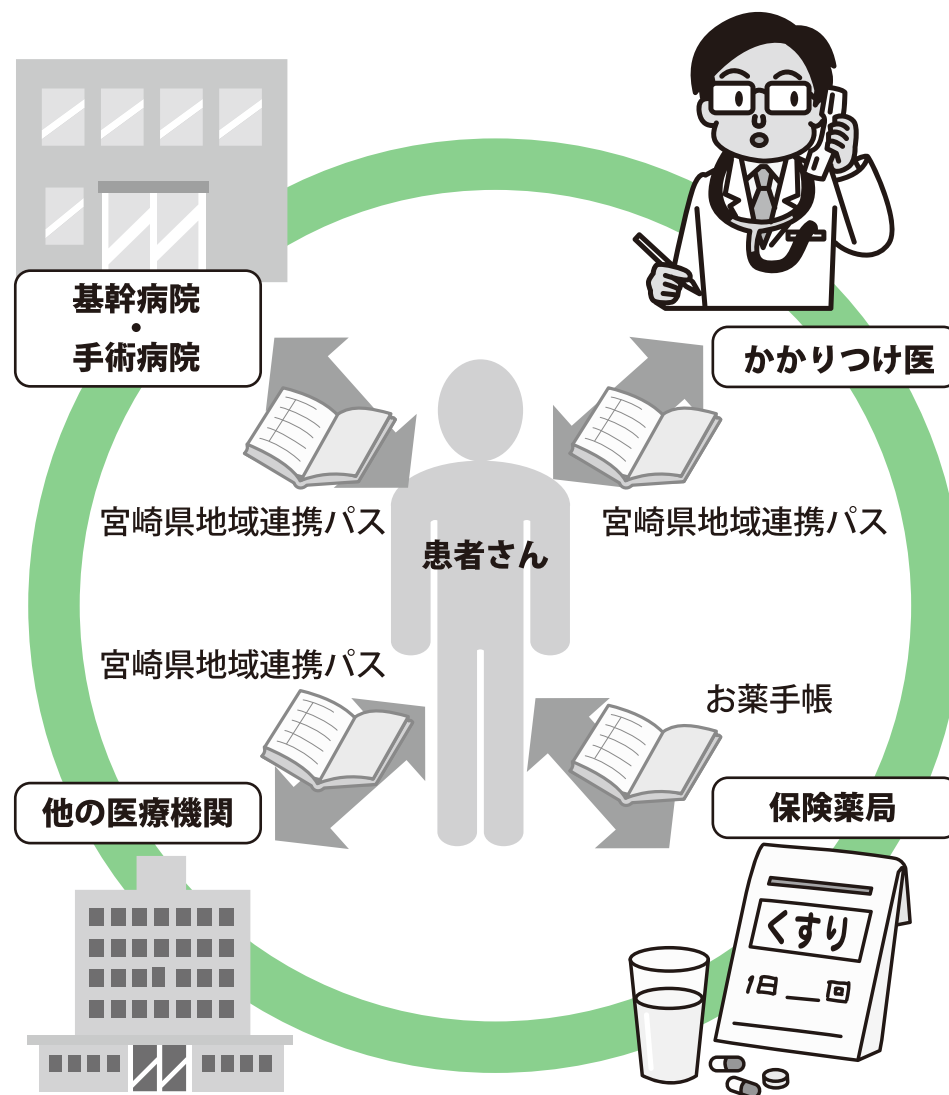 基幹病院
・
手術病院
かかりつけ医
宮崎県地域連携パス
宮崎県地域連携パス
患者さん
宮崎県地域連携パス
お薬手帳
他の医療機関
保険薬局
くすり
1日__回